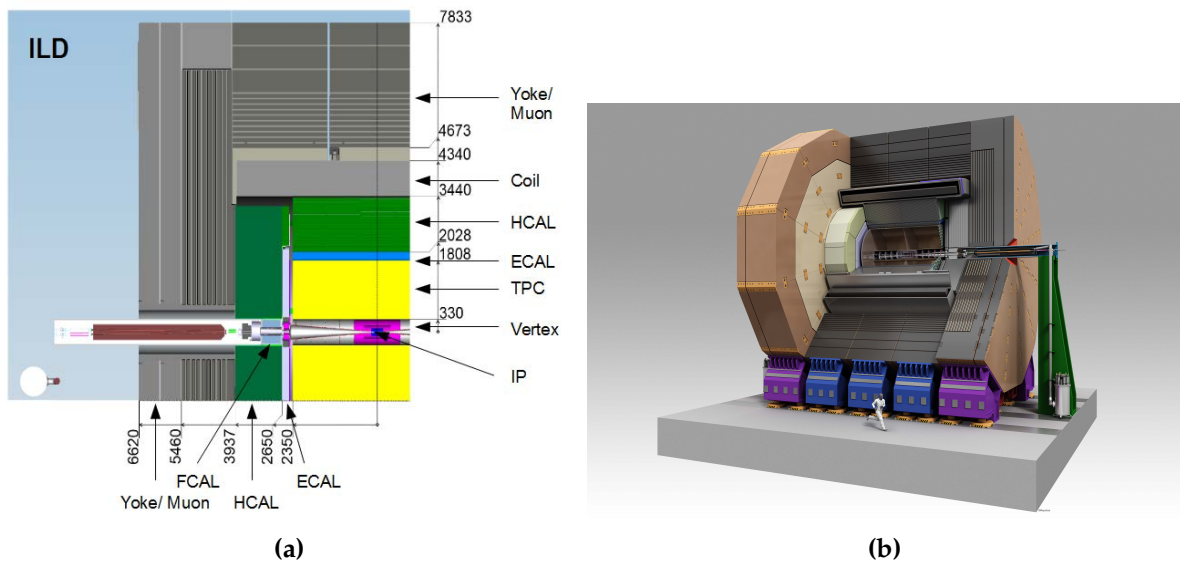 ILD
7833
Yoke/
Muon
4673
4340
Coil
3440
HCAL
2028
1808
ECAL
TPC
330
Vertex
IP
6620
5460
3937
2650
2350
FCAL
ECAL
Yoke/ Muon
HCAL
(a)
(b)